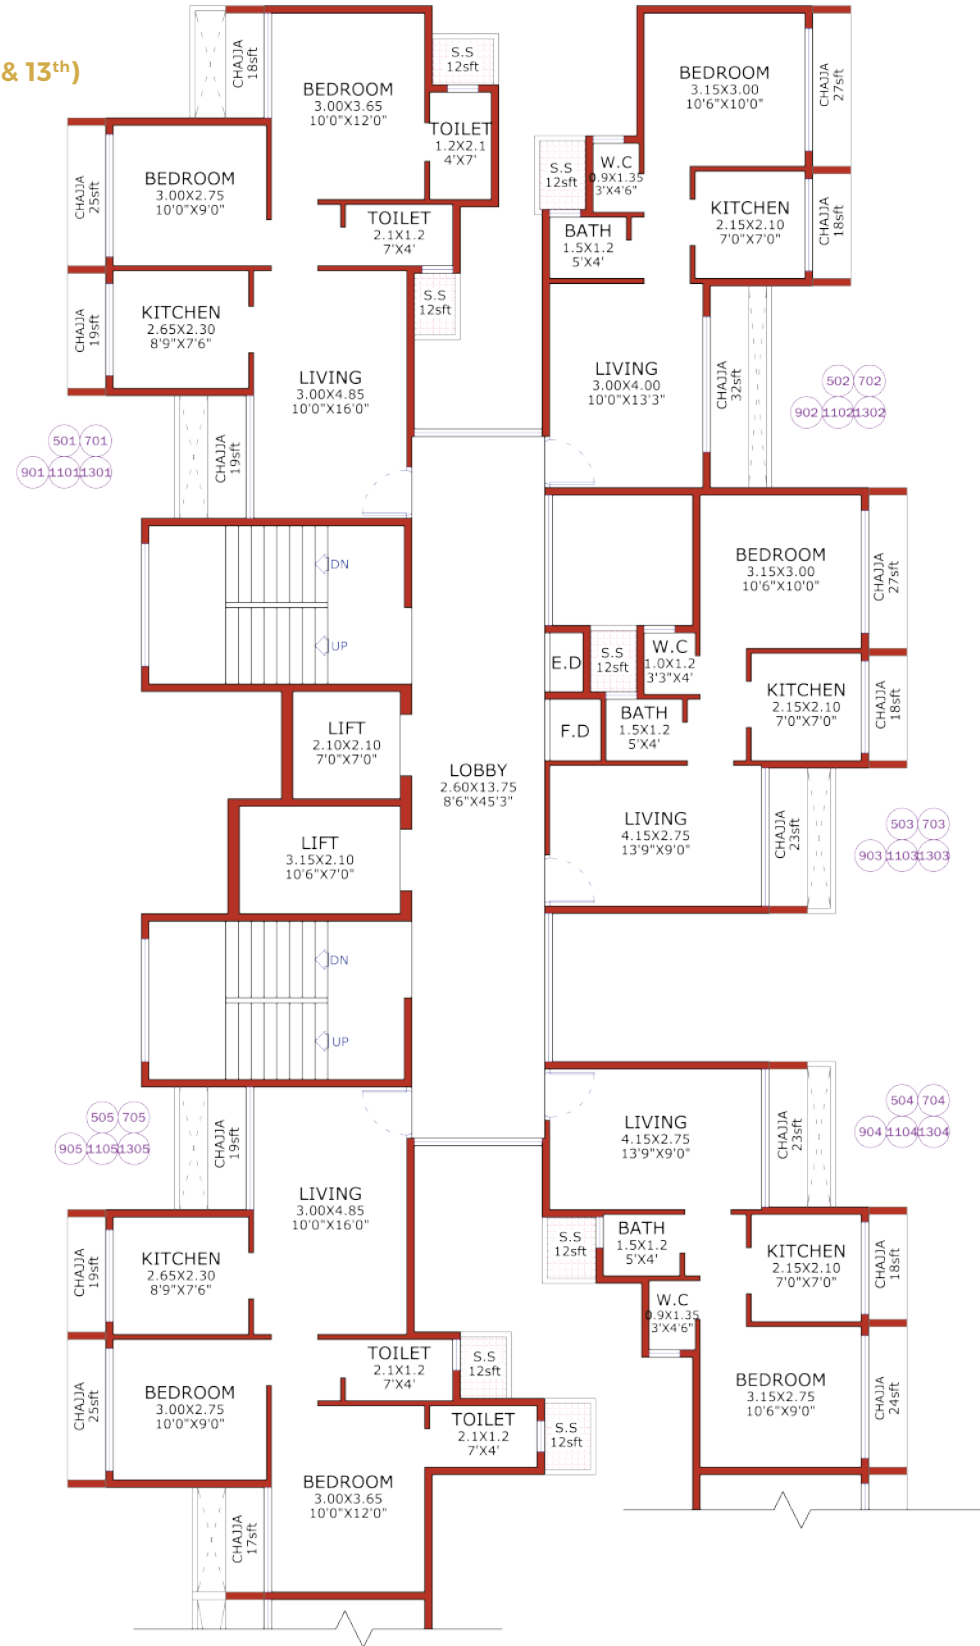 & 13th)
CHAJJA
18sft
BEDROOM
3.00X3.65
10'0"X12'0"
S.S
12sft
TOILET
1.2X2.1
4'X7'
BEDROOM
3.00X2.75
10'0"X9'0"
CHAJJA
25sft
TOILET
2.1X1.2
7'X4'
S.S
12sft
KITCHEN
2.65X2.30
8'9"X7'6"
CHAJJA
19sft
LIVING
3.00X4.85
10'0"X16'0"
CHAJJA
19sft
501 701
901 1101 1301
BEDROOM
3.15X3.00
10'6"X10'0"
CHAJJA
27sft
W.C
0.9X1.35
3'X4'6"
S.S
12sft
KITCHEN
2.15X2.10
7'0"X7'0"
CHAJJA
18sft
BATH
1.5X1.2
5'X4'
LIVING
3.00X4.00
10'0"X13'3"
CHAJJA
32sft
502 702
902 1102 1302
DN
UP
BEDROOM
3.15X3.00
10'6"X10'0"
CHAJJA
27sft
E.D
S.S
12sft
W.C
1.0X1.2
3'3"X4'
KITCHEN
2.15X2.10
7'0"X7'0"
CHAJJA
18sft
F.D
BATH
1.5X1.2
5'X4'
LIFT
2.10X2.10
7'0"X7'0"
LOBBY
2.60X13.75
8'6"X45'3"
LIVING
4.15X2.75
13'9"X9'0"
CHAJJA
23sft
503 703
903 1103 1303
LIFT
3.15X2.10
10'6"X7'0"
DN
UP
505 705
905 1105 1305
CHAJJA
19sft
LIVING
3.00X4.85
10'0"X16'0"
KITCHEN
2.65X2.30
8'9"X7'6"
CHAJJA
19sft
TOILET
2.1X1.2
7'X4'
S.S
12sft
BEDROOM
3.00X2.75
10'0"X9'0"
CHAJJA
25sft
TOILET
2.1X1.2
7'X4'
S.S
12sft
BEDROOM
3.00X3.65
10'0"X12'0"
CHAJJA
17sft
LIVING
4.15X2.75
13'9"X9'0"
CHAJJA
23sft
504 704
904 1104 1304
S.S
12sft
BATH
1.5X1.2
5'X4'
KITCHEN
2.15X2.10
7'0"X7'0"
CHAJJA
18sft
W.C
0.9X1.35
3'X4'6"
BEDROOM
3.15X2.75
10'6"X9'0"
CHAJJA
24sft